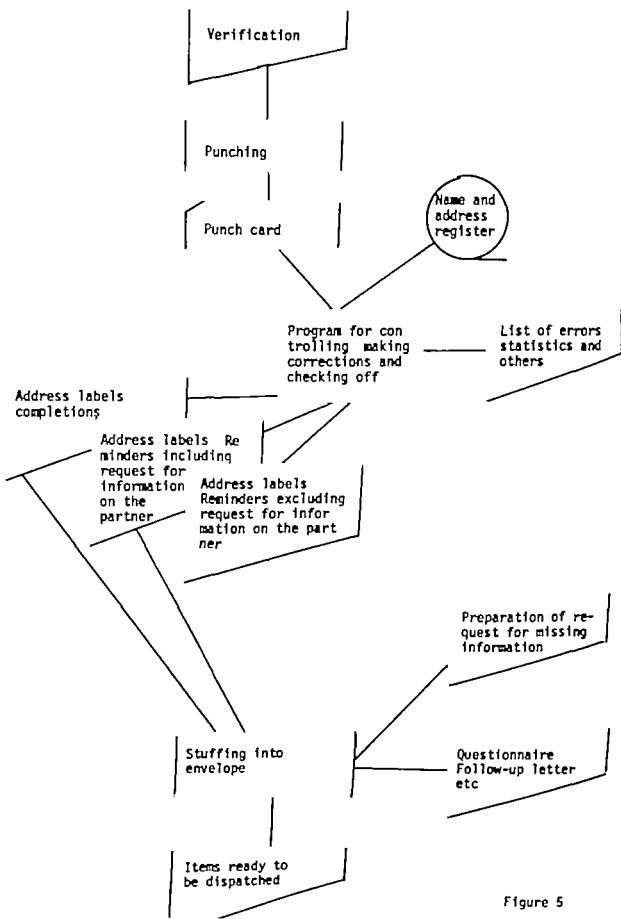 Verification
Punching
Punch card
Name and
address
register
Program for con
trolling making
corrections and
checking off
List of errors
statistics and
others
Address labels
completions
Address labels Re
minders including
request for
information
on the
partner
Address labels
Reminders excluding
request for infor
mation on the part
ner
Preparation of re-
quest for missing
information
Stuffing into
envelope
Questionnaire
Follow-up letter
etc
Items ready to
be dispatched
Figure 5